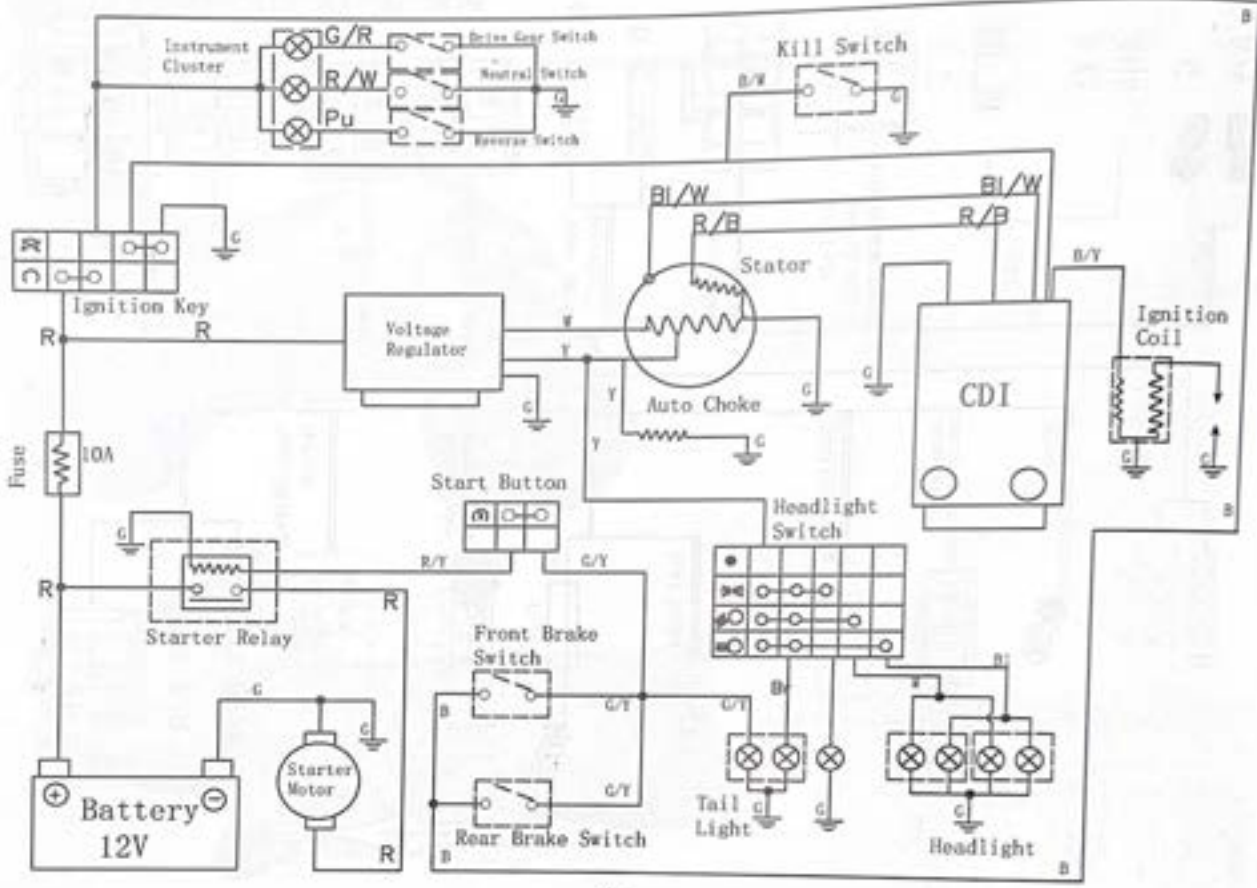 B
Instrument
Cluster
G/R
Drive Gear Switch
R/W
Neutral Switch
G
Pu
Reverse Switch
Kill Switch
B/W
G
Bl/W
Bl/W
R/B
R/B
G
Stator
B/Y
Ignition Key
R
R
Voltage
Regulator
W
Y
G
Y
Auto Choke
G
G
Y
G
CDI
Ignition
Coil
G
G
B
Fuse
10A
Start Button
Headlight
Switch
G
R/Y
G/Y
R
R
Starter Relay
Front Brake
Switch
B
G/Y
G/Y
Br
W
Bl
G
G
Battery
12V
Starter
Motor
R
G/Y
Rear Brake Switch
B
Tail
Light
G
G
G
Headlight
B